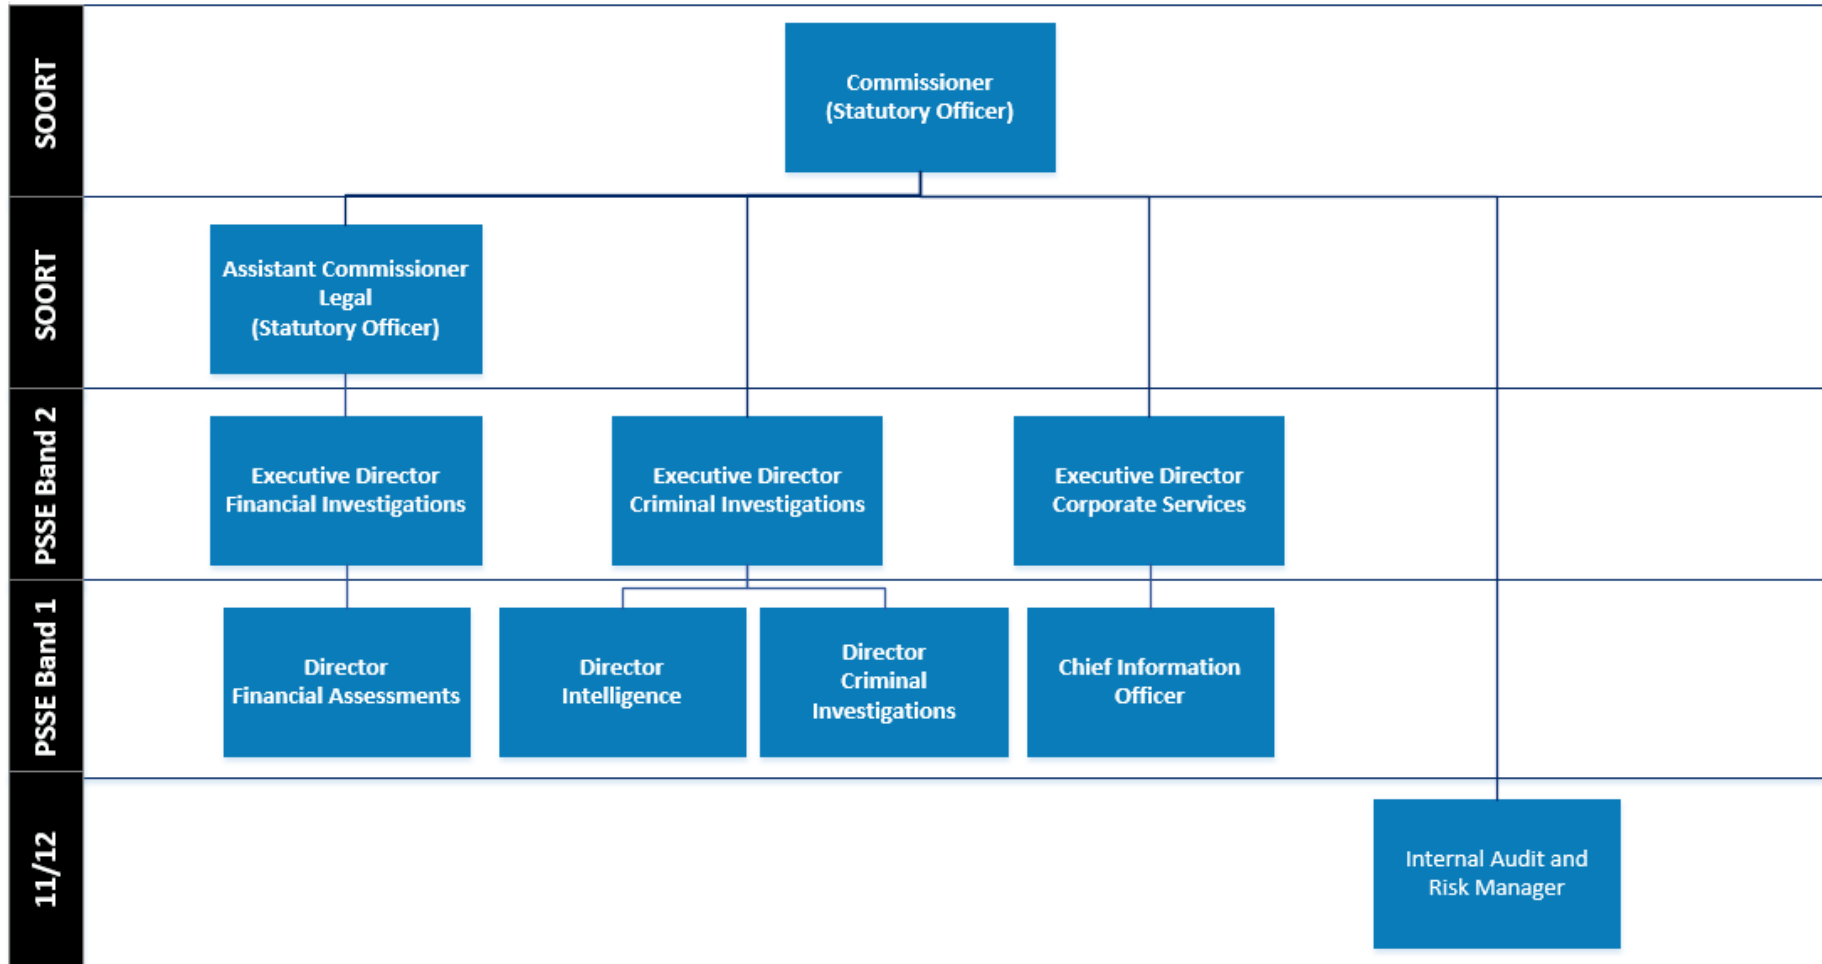 SOORT
Commissioner
(Statutory Officer)
SOORT
Assistant Commissioner
Legal
(Statutory Officer)
PSSE Band 2
Executive Director
Financial Investigations
Executive Director
Criminal Investigations
Executive Director
Corporate Services
PSSE Band 1
Director
Financial Assessments
Director
Intelligence
Director
Criminal
Investigations
Chief Information
Officer
11/12
Internal Audit and
Risk Manager